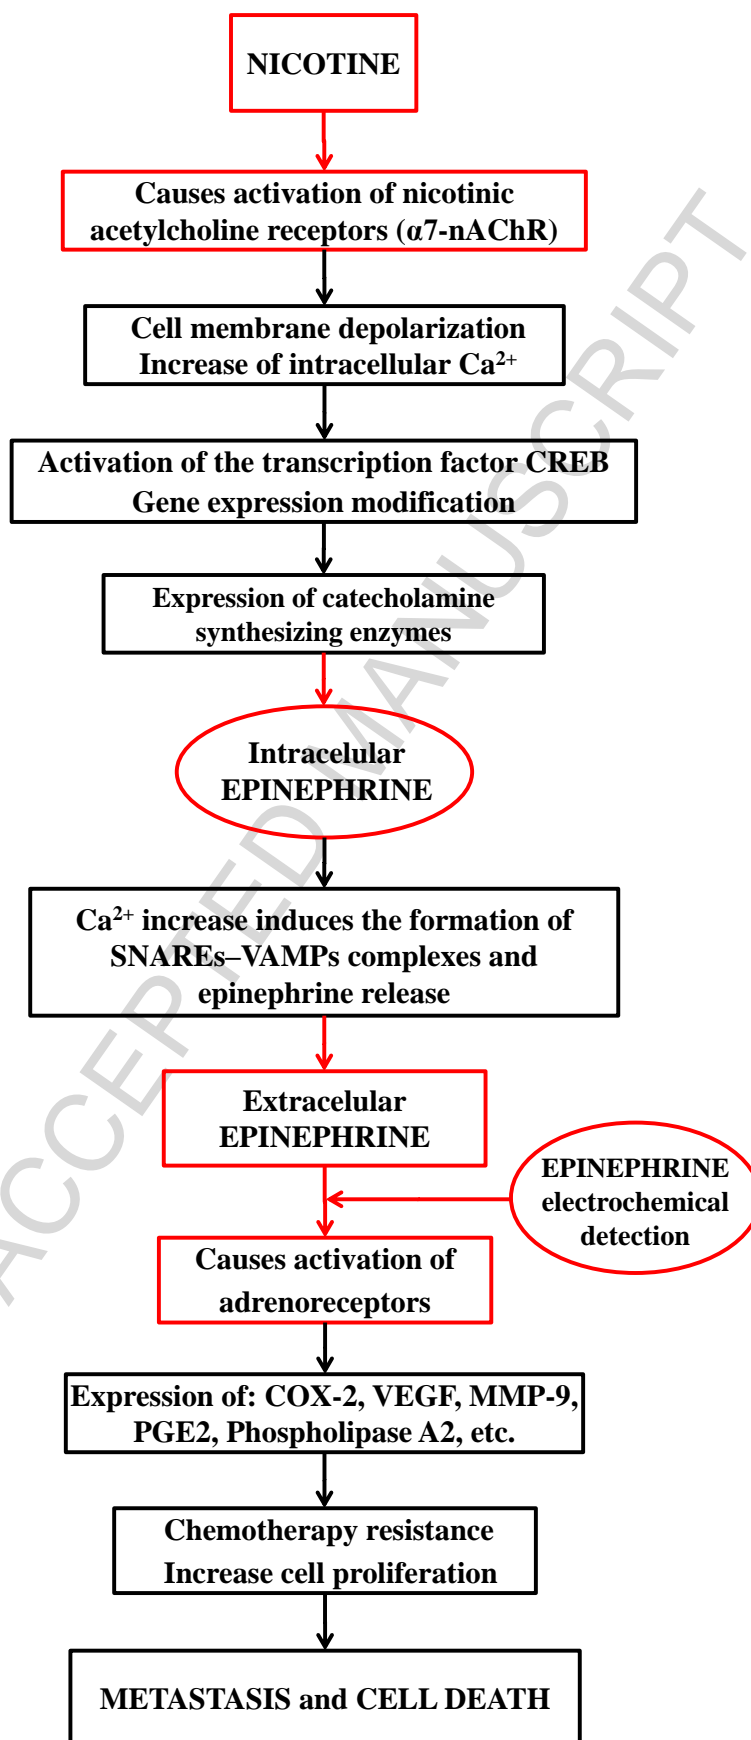 NICOTINE
Causes activation of nicotinic
acetylcholine receptors (α7-nAChR)
Cell membrane depolarization
Increase of intracellular Ca²⁺
Activation of the transcription factor CREB
Gene expression modification
Expression of catecholamine
synthesizing enzymes
Intracelular
EPINEPHRINE
Ca²⁺ increase induces the formation of
SNAREs–VAMPs complexes and
epinephrine release
Extracelular
EPINEPHRINE
EPINEPHRINE
electrochemical
detection
Causes activation of
adrenoreceptors
Expression of: COX-2, VEGF, MMP-9,
PGE2, Phospholipase A2, etc.
Chemotherapy resistance
Increase cell proliferation
METASTASIS and CELL DEATH
ACCEPTED MANUSCRIPT